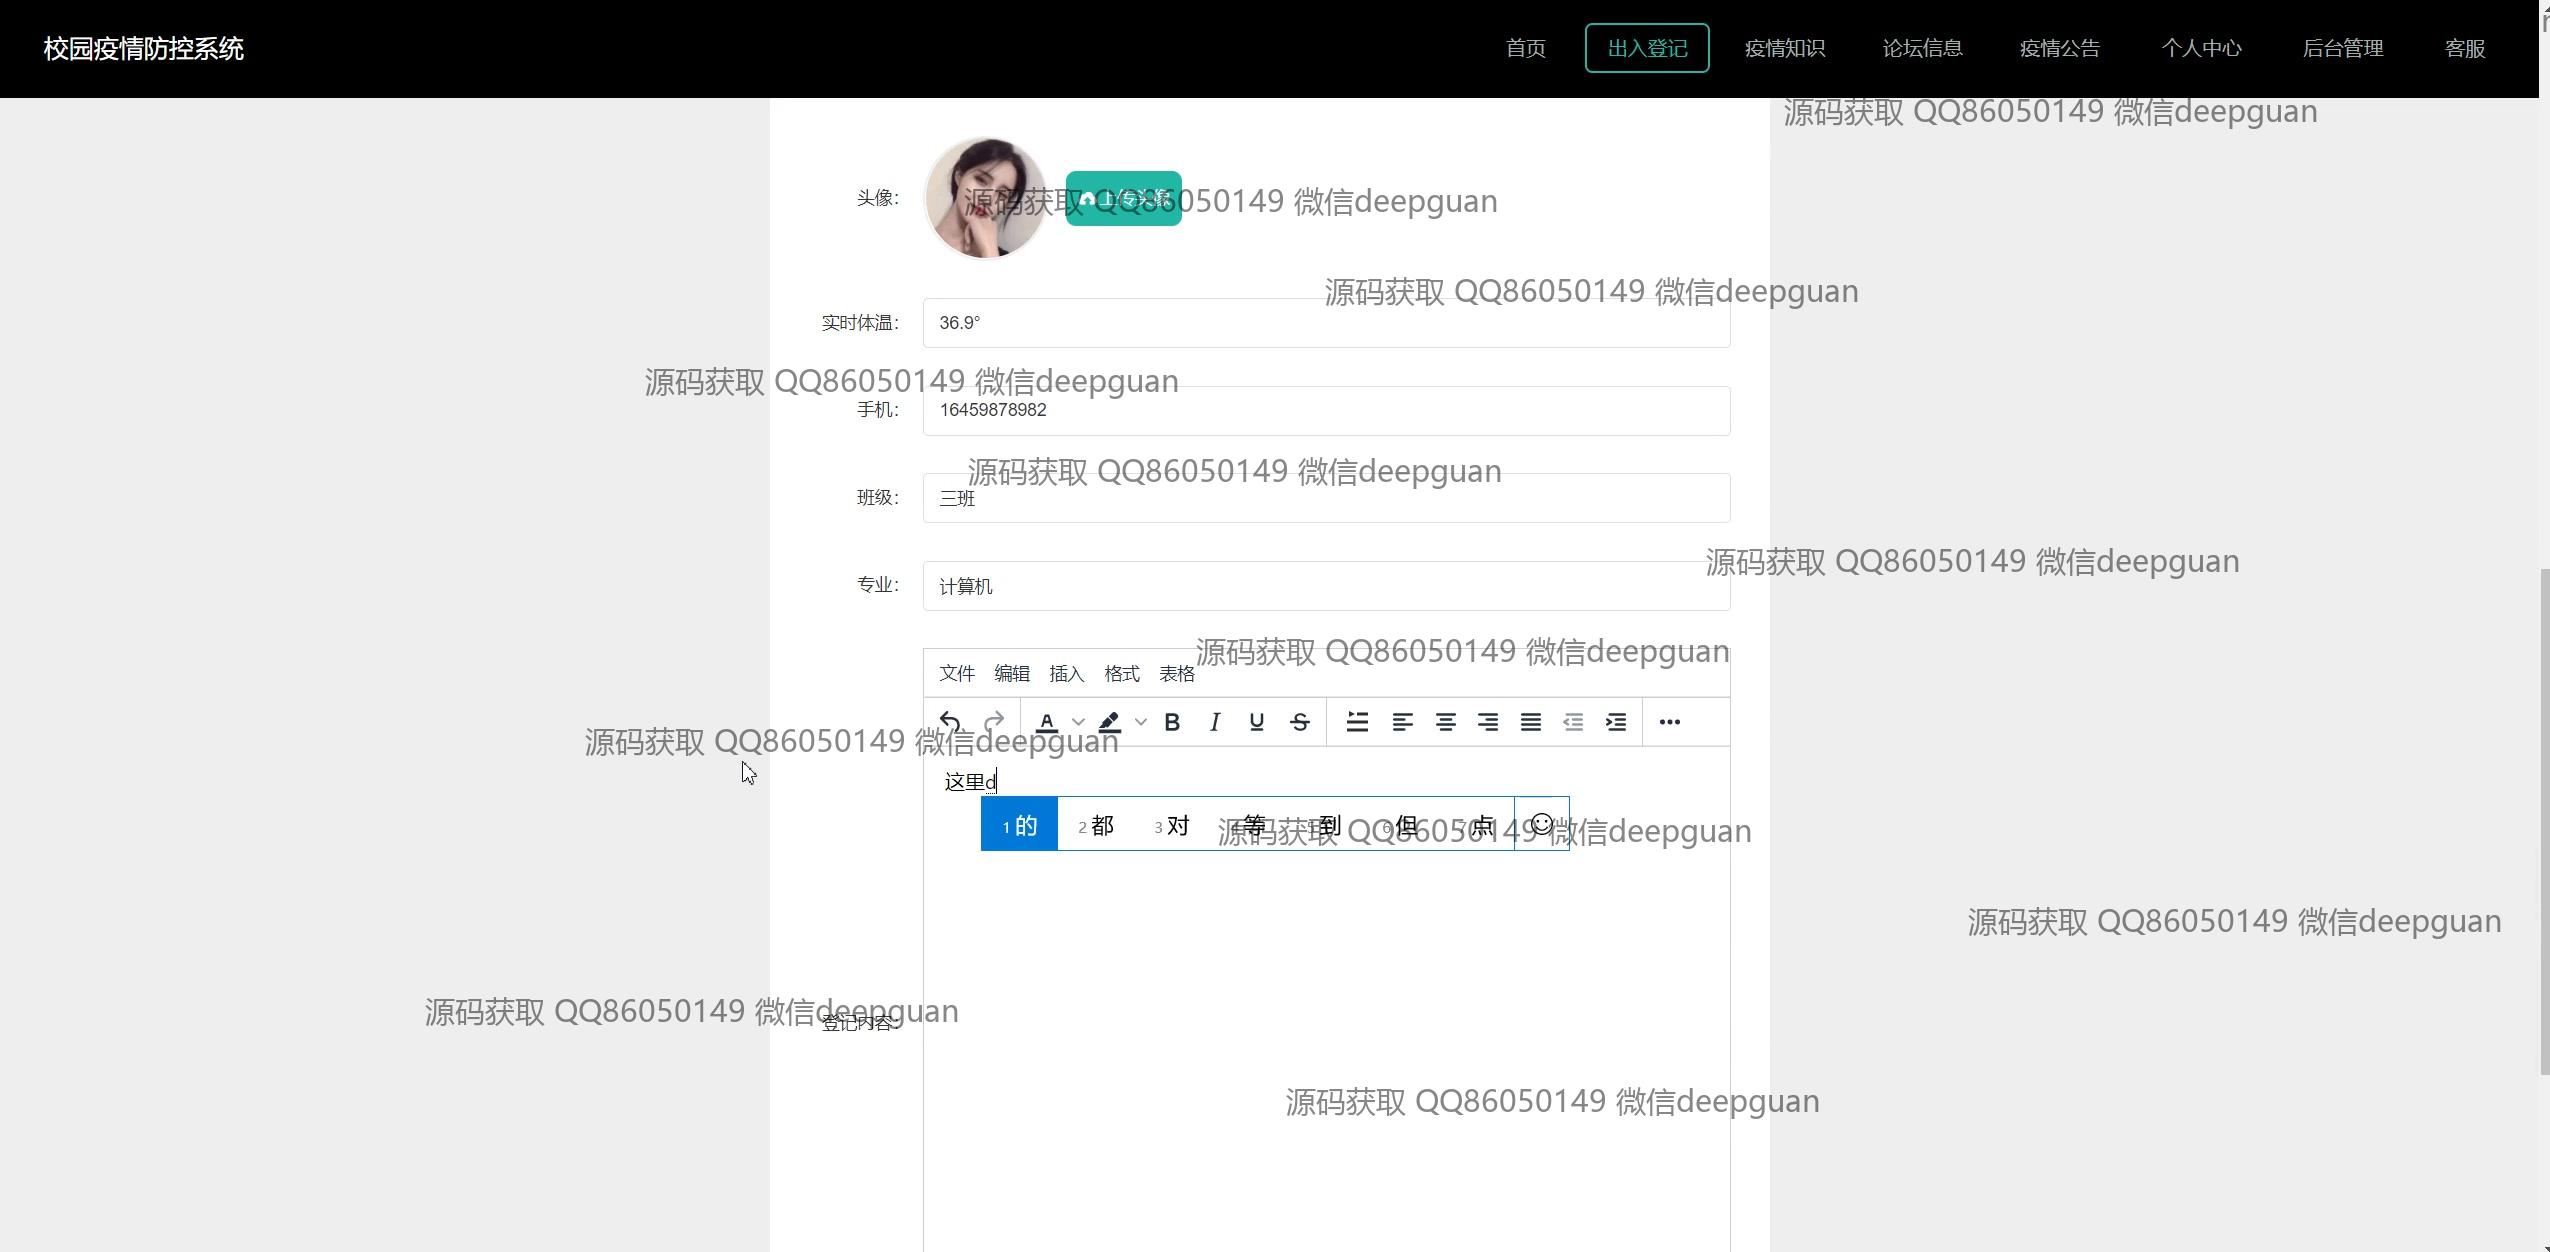 校园疫情防控系统
首页 出入登记 疫情知识 论坛信息 疫情公告 个人中心 后台管理 客服
源码获取 QQ86050149 微信deepguan
头像：
上传头像
源码获取 QQ86050149 微信deepguan
源码获取 QQ86050149 微信deepguan
实时体温： 36.9°
源码获取 QQ86050149 微信deepguan
手机： 16459878982
源码获取 QQ86050149 微信deepguan
班级： 三班
源码获取 QQ86050149 微信deepguan
专业： 计算机
源码获取 QQ86050149 微信deepguan
文件 编辑 插入 格式 表格
A B I U S
源码获取 QQ86050149 微信deepguan
这里d
1 的 2 都 3 对 4 等 5 到 6 但 7 点
源码获取 QQ86050149 微信deepguan
源码获取 QQ86050149 微信deepguan
源码获取 QQ86050149 微信deepguan
登记内容：
源码获取 QQ86050149 微信deepguan